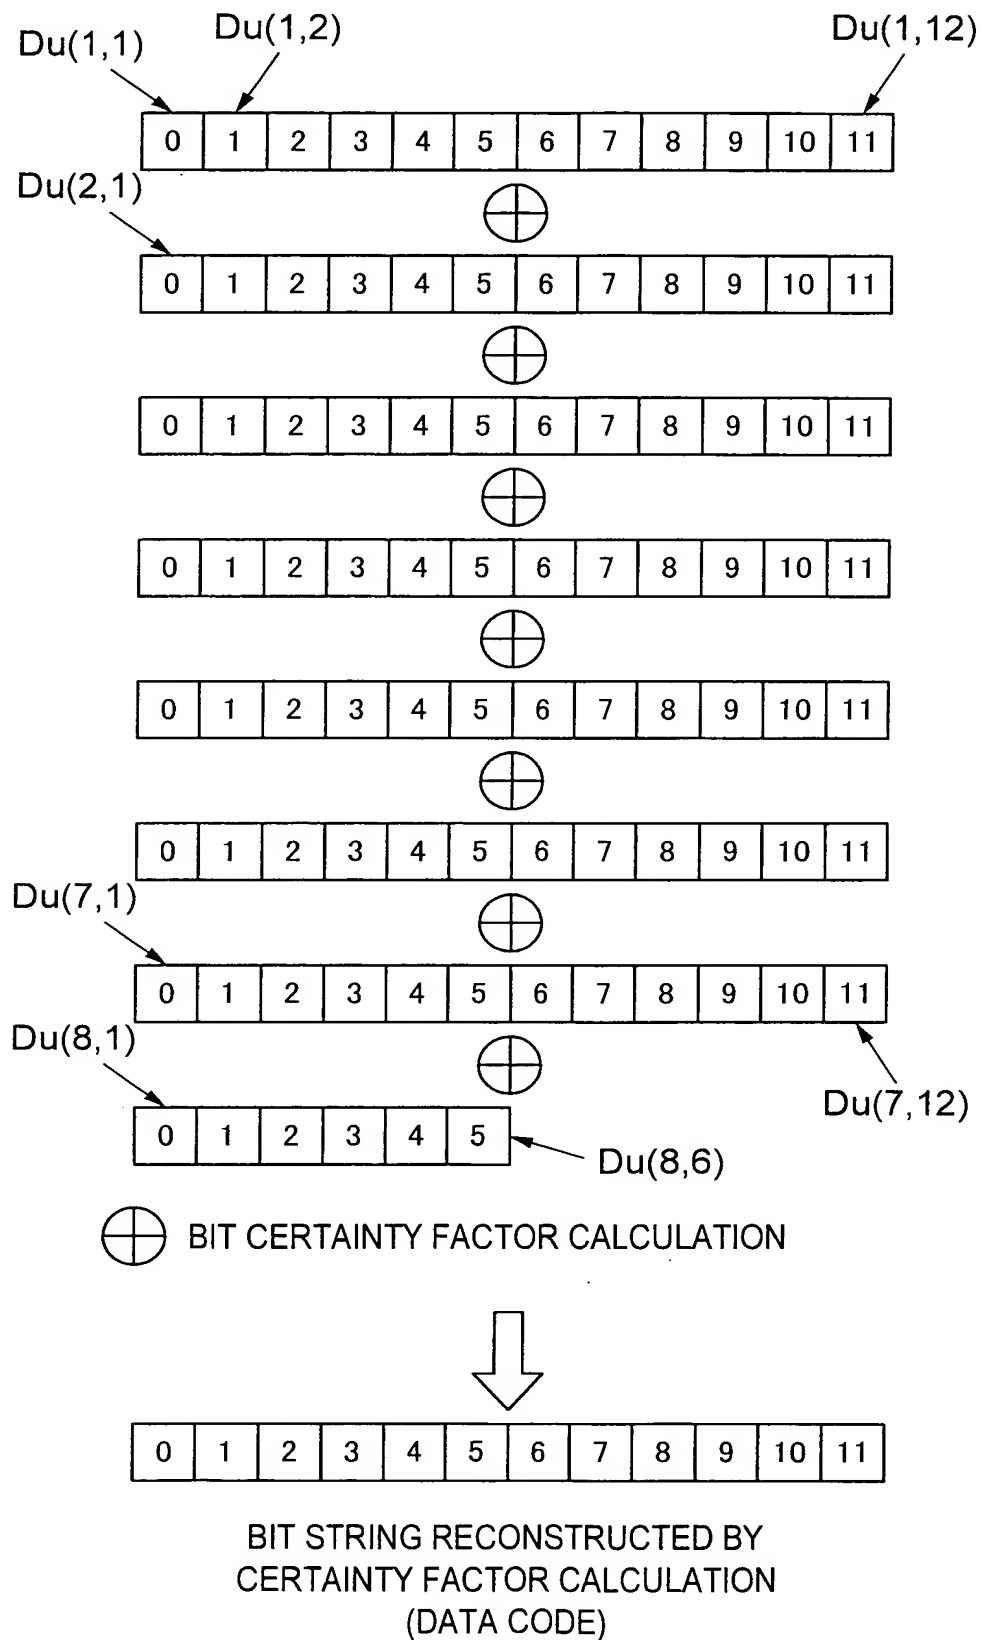 Du(1,1) Du(1,2) Du(1,12)
0 1 2 3 4 5 6 7 8 9 10 11
Du(2,1)
0 1 2 3 4 5 6 7 8 9 10 11
0 1 2 3 4 5 6 7 8 9 10 11
0 1 2 3 4 5 6 7 8 9 10 11
0 1 2 3 4 5 6 7 8 9 10 11
0 1 2 3 4 5 6 7 8 9 10 11
Du(7,1)
0 1 2 3 4 5 6 7 8 9 10 11
Du(8,1)
Du(7,12)
0 1 2 3 4 5
Du(8,6)
BIT CERTAINTY FACTOR CALCULATION
0 1 2 3 4 5 6 7 8 9 10 11
BIT STRING RECONSTRUCTED BY
CERTAINTY FACTOR CALCULATION
(DATA CODE)